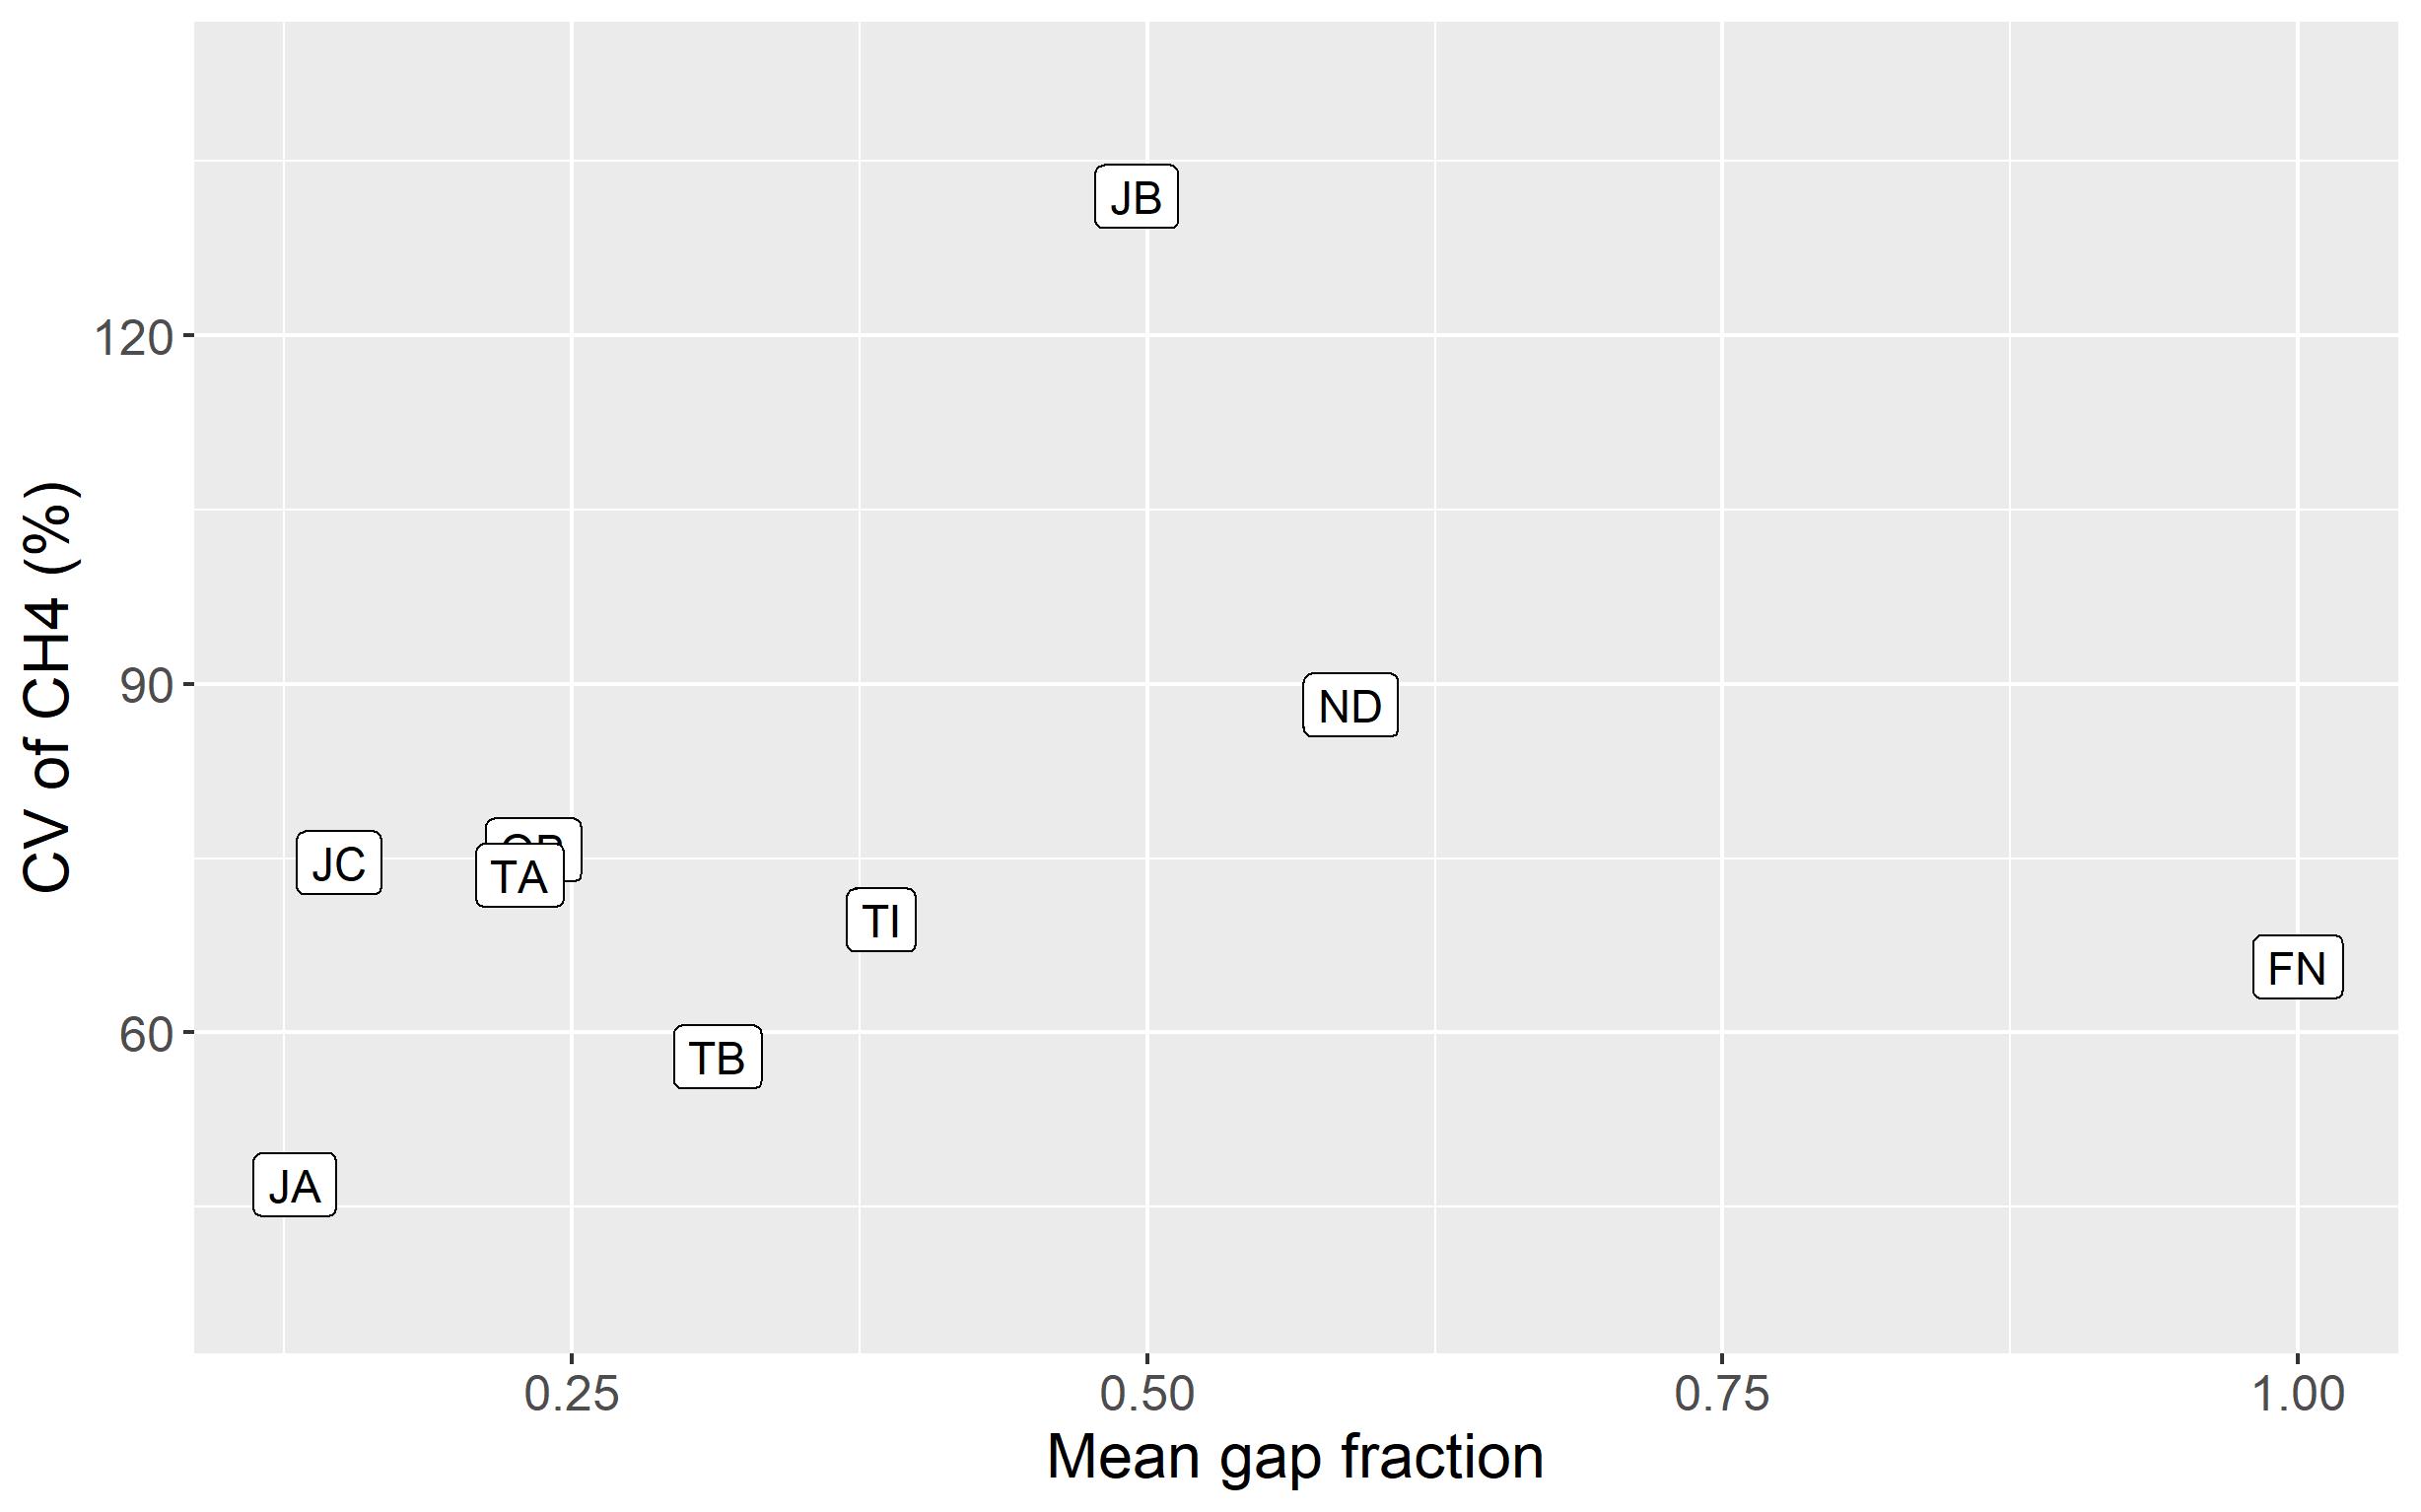 JB
120
CV of CH4 (%)
90
ND
JC
TA
TI
FN
60
TB
JA
0.25
0.50
0.75
1.00
Mean gap fraction